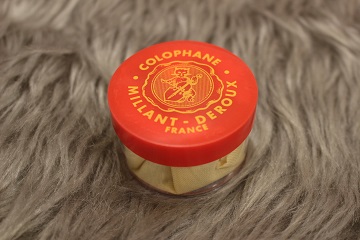 • COLOPHANE •
MILLANT - DEROUX
FRANCE